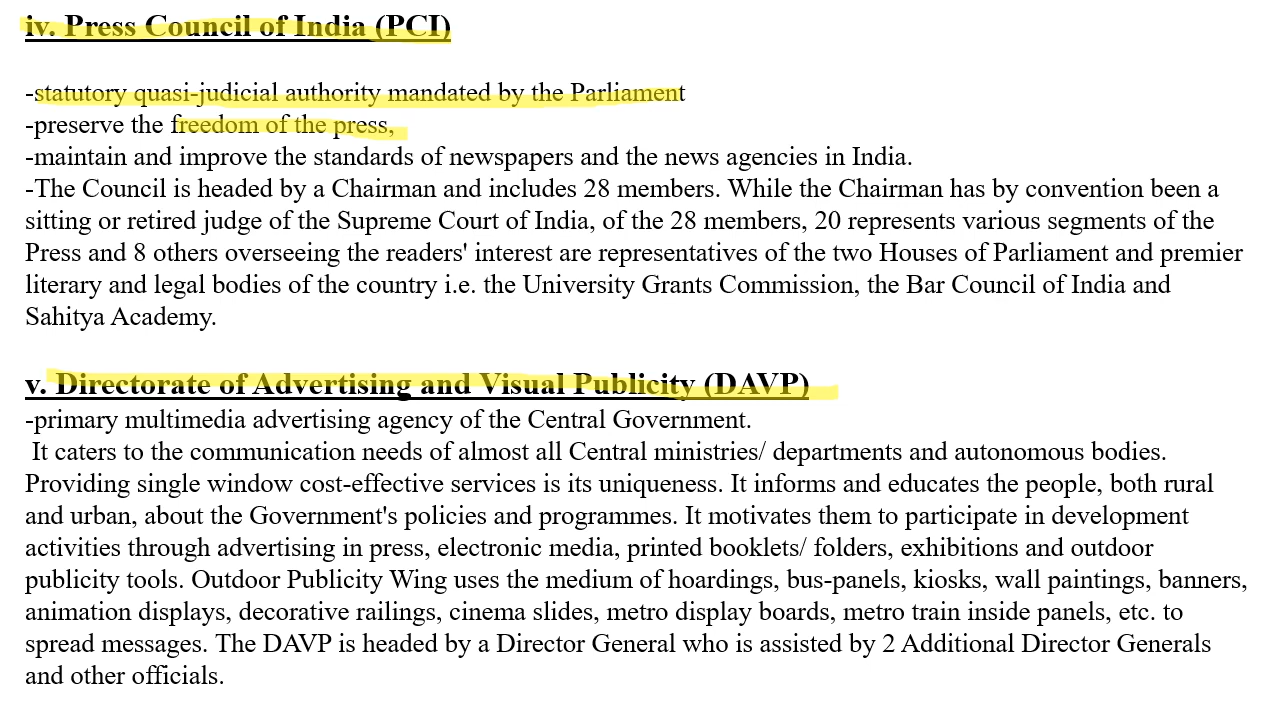 iv. Press Council of India (PCI)
-statutory quasi-judicial authority mandated by the Parliament
-preserve the freedom of the press,
-maintain and improve the standards of newspapers and the news agencies in India.
-The Council is headed by a Chairman and includes 28 members. While the Chairman has by convention been a
sitting or retired judge of the Supreme Court of India, of the 28 members, 20 represents various segments of the
Press and 8 others overseeing the readers' interest are representatives of the two Houses of Parliament and premier
literary and legal bodies of the country i.e. the University Grants Commission, the Bar Council of India and
Sahitya Academy.
v. Directorate of Advertising and Visual Publicity (DAVP)
-primary multimedia advertising agency of the Central Government.
It caters to the communication needs of almost all Central ministries/ departments and autonomous bodies.
Providing single window cost-effective services is its uniqueness. It informs and educates the people, both rural
and urban, about the Government's policies and programmes. It motivates them to participate in development
activities through advertising in press, electronic media, printed booklets/ folders, exhibitions and outdoor
publicity tools. Outdoor Publicity Wing uses the medium of hoardings, bus-panels, kiosks, wall paintings, banners,
animation displays, decorative railings, cinema slides, metro display boards, metro train inside panels, etc. to
spread messages. The DAVP is headed by a Director General who is assisted by 2 Additional Director Generals
and other officials.